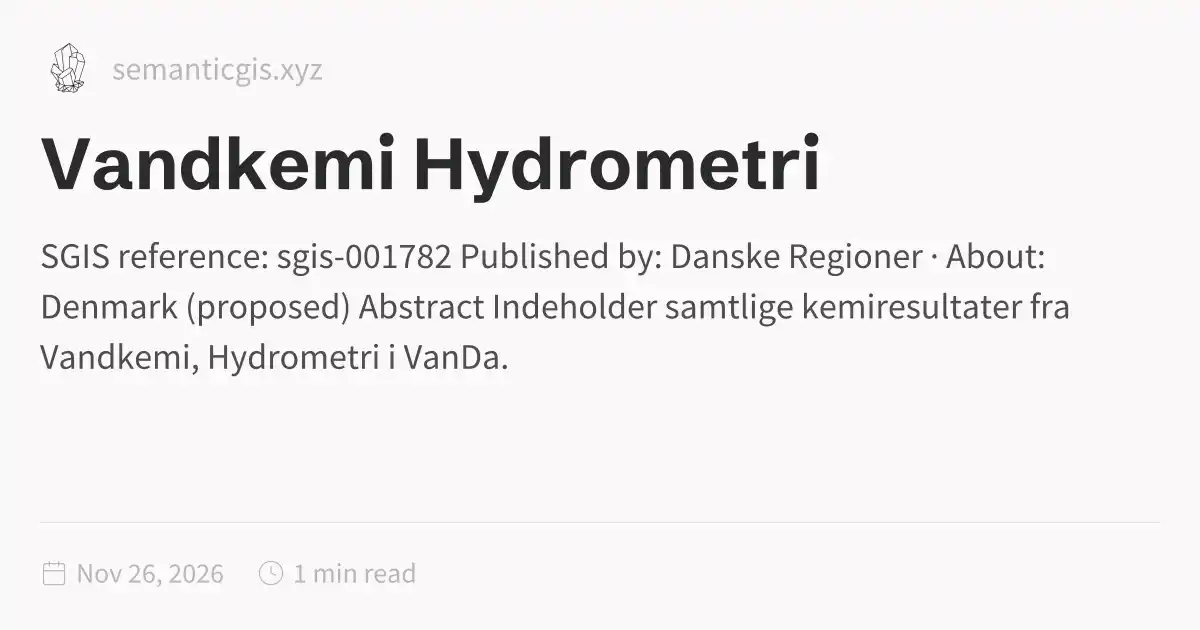 semanticgis.xyz
Vandkemi Hydrometri
SGIS reference: sgis-001782 Published by: Danske Regioner · About:
Denmark (proposed) Abstract Indeholder samtlige kemiresultater fra
Vandkemi, Hydrometri i VanDa.
Nov 26, 2026 1 min read